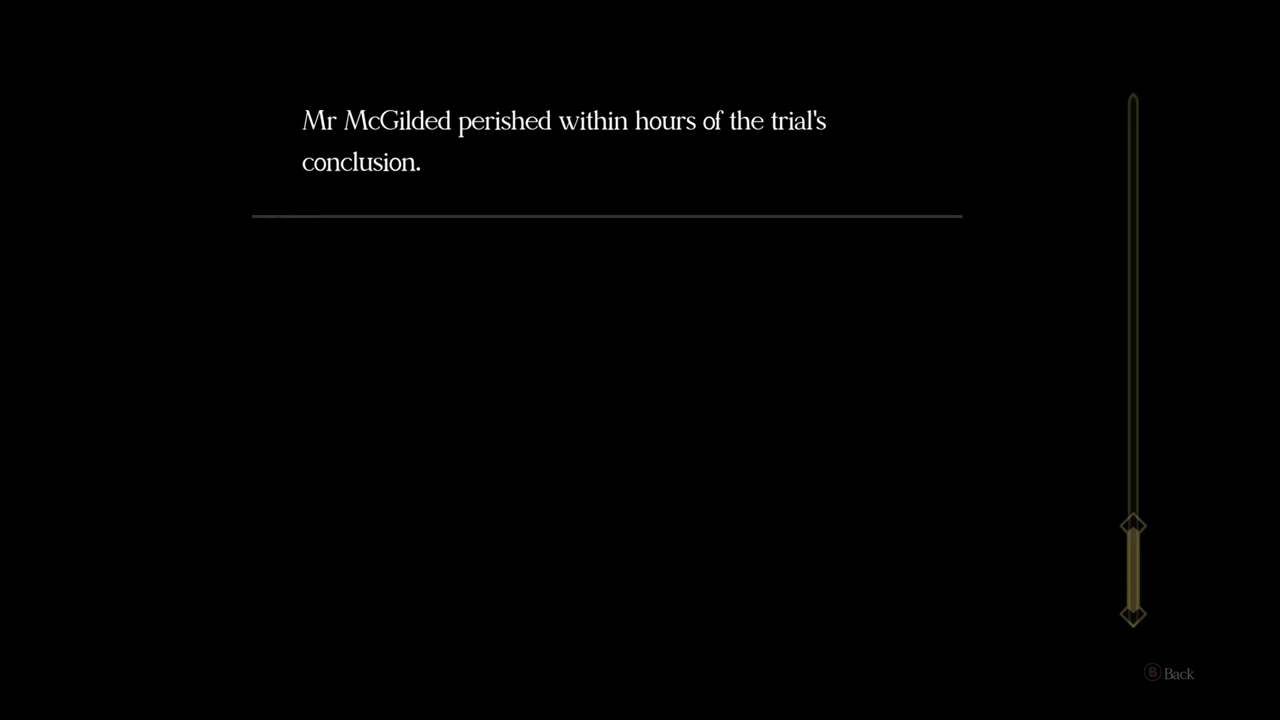 Mr McGilded perished within hours of the trial's
conclusion.
B Back